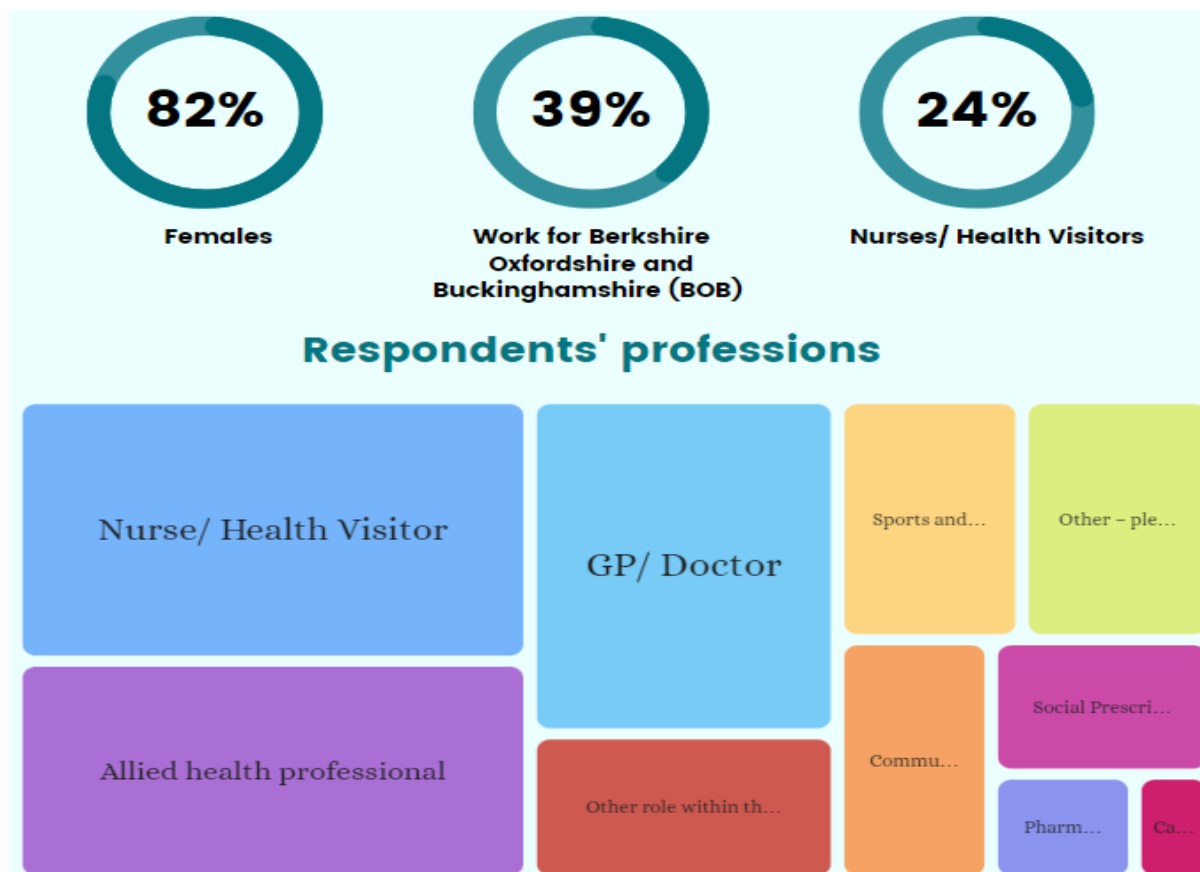 82%
39%
24%
Females
Work for Berkshire
Oxfordshire and
Buckinghamshire (BOB)
Nurses/ Health Visitors
Respondents' professions
Nurse/ Health Visitor
GP/ Doctor
Sports and...
Other – ple...
Allied health professional
Other role within th...
Commu...
Social Prescri...
Pharm...
Ca...